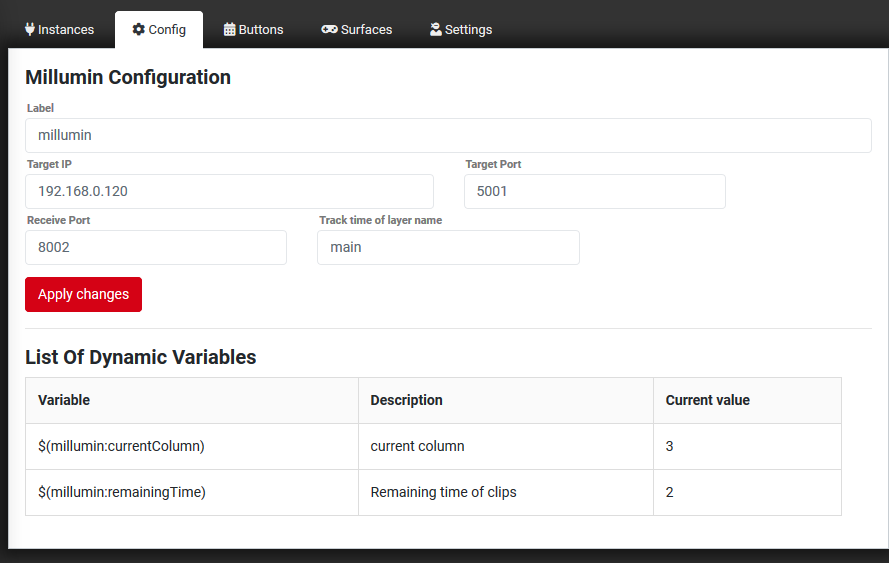 Instances Config Buttons Surfaces Settings
Millumin Configuration
Label
millumin
Target IP Target Port
192.168.0.120 5001
Receive Port Track time of layer name
8002 main
Apply changes
List Of Dynamic Variables
Variable Description Current value
$(millumin:currentColumn) current column 3
$(millumin:remainingTime) Remaining time of clips 2